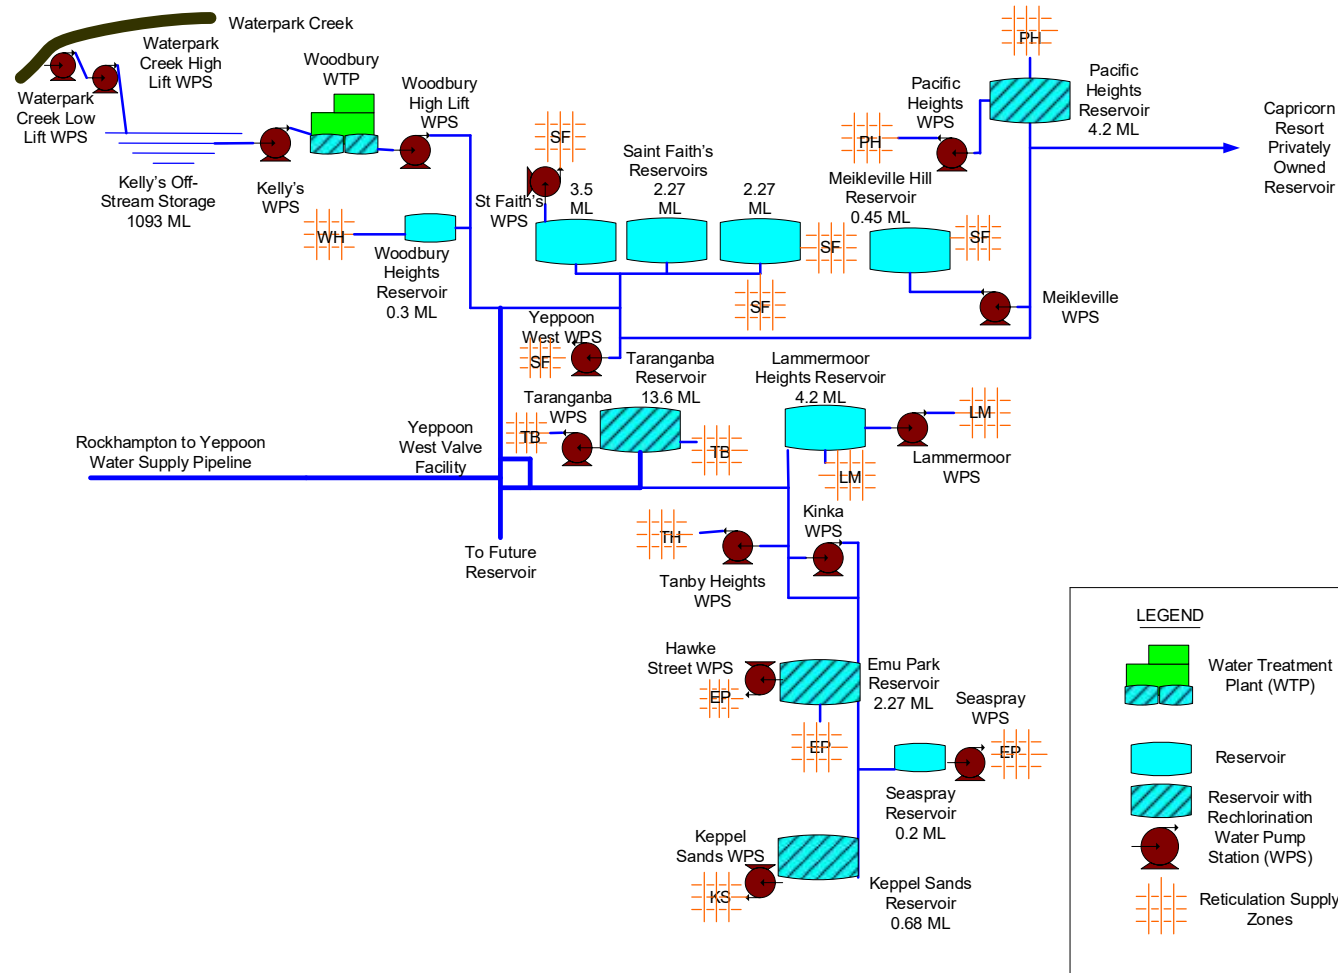 Waterpark Creek
Waterpark
Creek High
Lift WPS
Waterpark
Creek Low
Lift WPS
Woodbury
WTP
Woodbury
High Lift
WPS
Kelly's Off-
Stream Storage
1093 ML
Kelly's
WPS
WH
Woodbury
Heights
Reservoir
0.3 ML
SF
St Faith's
WPS
Saint Faith's
Reservoirs
3.5
ML
2.27
ML
2.27
ML
SF
SF
PH
Pacific
Heights
WPS
PH
Pacific
Heights
Reservoir
4.2 ML
Capricorn
Resort
Privately
Owned
Reservoir
Meikleville Hill
Reservoir
0.45 ML
SF
Meikleville
WPS
Yeppoon
West WPS
SF
Taranganba
Reservoir
13.6 ML
Taranganba
WPS
TB
TB
Lammermoor
Heights Reservoir
4.2 ML
LM
LM
Lammermoor
WPS
Rockhampton to Yeppoon
Water Supply Pipeline
Yeppoon
West Valve
Facility
To Future
Reservoir
Kinka
WPS
TH
Tanby Heights
WPS
Hawke
Street WPS
EP
EP
Emu Park
Reservoir
2.27 ML
Seaspray
WPS
EP
Seaspray
Reservoir
0.2 ML
Keppel
Sands WPS
KS
Keppel Sands
Reservoir
0.68 ML
LEGEND
Water Treatment
Plant (WTP)
Reservoir
Reservoir with
Rechlorination
Water Pump
Station (WPS)
Reticulation Supply
Zones